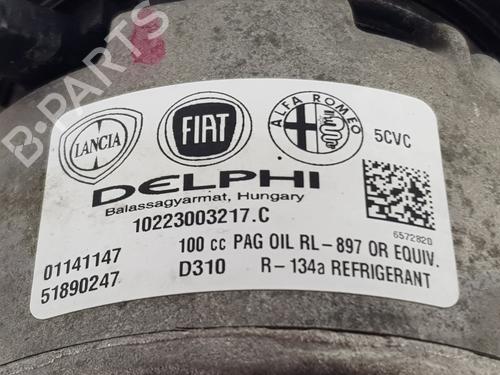 B-PARTS
LANCIA
FIAT
ALFA ROMEO
5CVC
DELPHI
Balassagyarmat, Hungary
10223003217.C
6572820
01141147
100 cc PAG OIL RL-897 OR EQUIV.
51890247
D310
R-134a REFRIGERANT